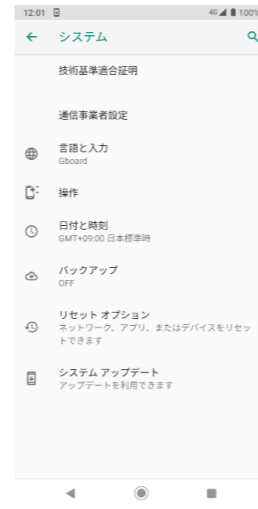 12:01
4G 100%
システム
技術基準適合証明
通信事業者設定
言語と入力
Gboard
操作
日付と時刻
GMT+09:00 日本標準時
バックアップ
OFF
リセット オプション
ネットワーク、アプリ、またはデバイスをリセッ
トできます
システム アップデート
アップデートを利用できます